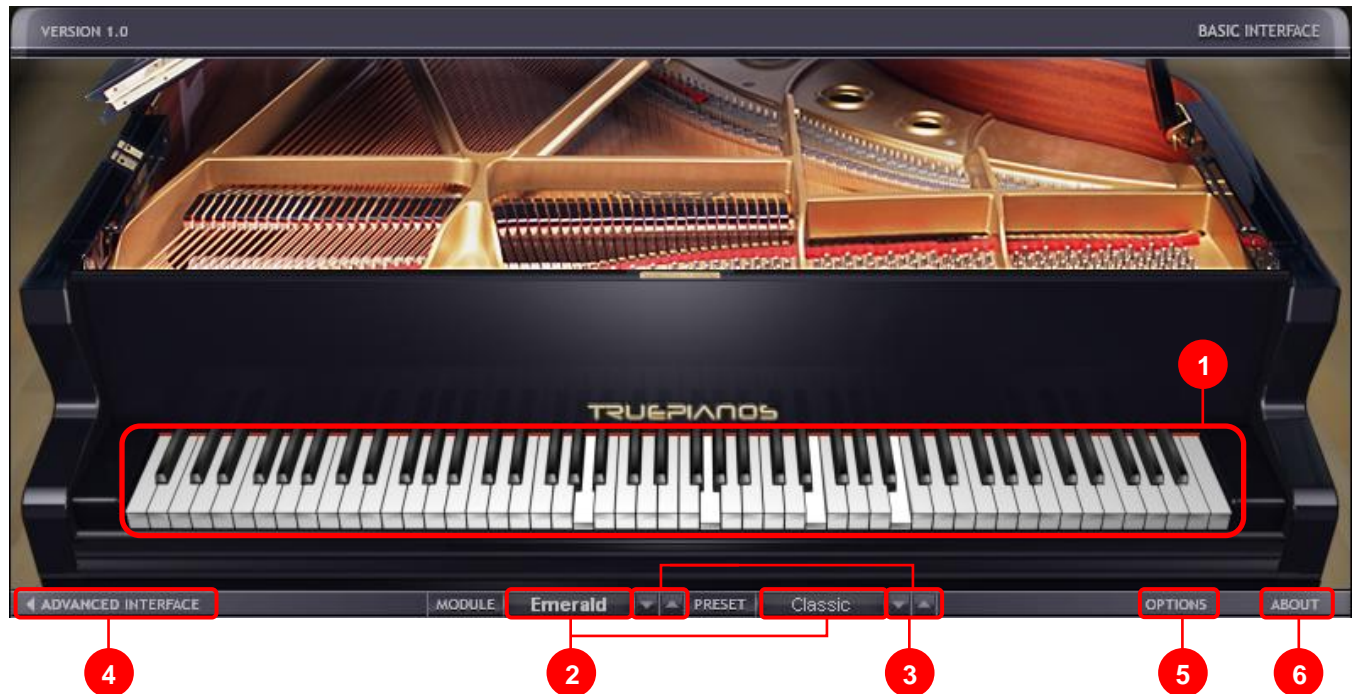 VERSION 1.0 BASIC INTERFACE
1
TRUEPIANOS
ADVANCED INTERFACE MODULE Emerald PRESET Classic OPTIONS ABOUT
4 2 3 5 6